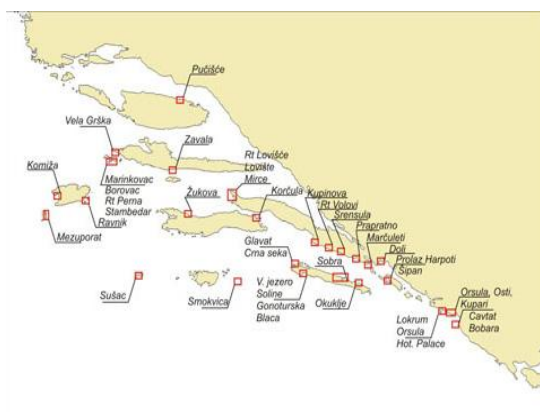 Pučišće
Vela Grška
Zavala
Rt Lovišće
Lovište
Mirce
Komiža
Marinkovac
Borovac
Rt Perna
Stambedar
Ravnik
Mezuporat
Žukova
Korčula
Kupinova
Rt Volovi
Srensula
Prapratno
Marčuleti
Doli
Prolaz Harpoti
Šipan
Glavat
Crna seka
Sobra
Sušac
Smokvica
V. jezero
Soline
Gonoturska
Blaca
Okuklje
Orsula, Osti,
Kupari
Cavtat
Bobara
Lokrum
Orsula
Hot. Palace